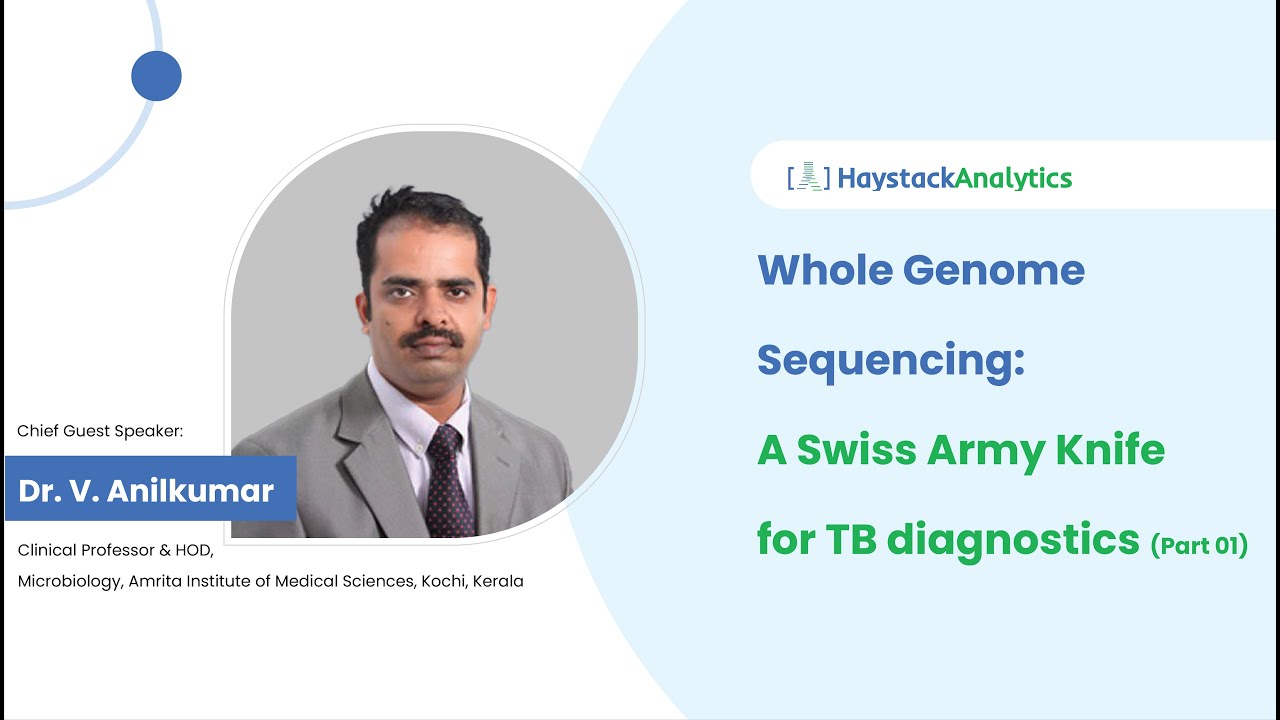 Chief Guest Speaker:
Dr. V. Anilkumar
Clinical Professor & HOD,
Microbiology, Amrita Institute of Medical Sciences, Kochi, Kerala
HaystackAnalytics
Whole Genome
Sequencing:
A Swiss Army Knife
for TB diagnostics (Part 01)